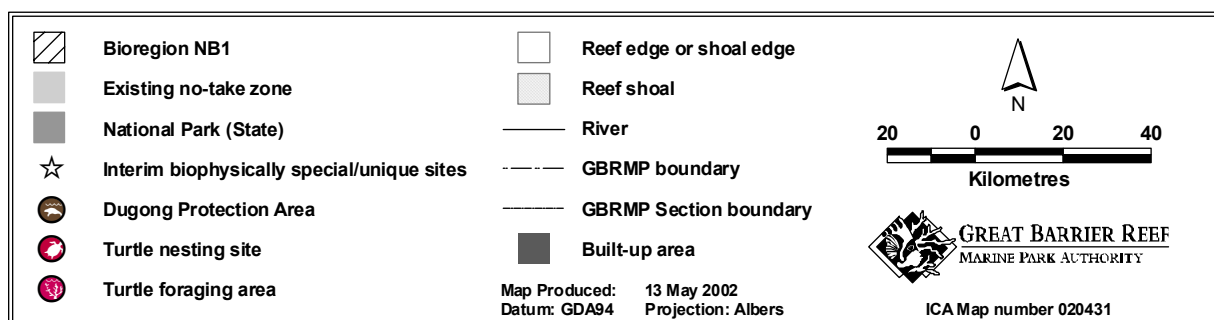 Bioregion NB1
Existing no-take zone
National Park (State)
Interim biophysically special/unique sites
Dugong Protection Area
Turtle nesting site
Turtle foraging area
Reef edge or shoal edge
Reef shoal
River
GBRMP boundary
GBRMP Section boundary
Built-up area
Map Produced: 13 May 2002
Datum: GDA94 Projection: Albers
N
20 0 20 40
Kilometres
GREAT BARRIER REEF
MARINE PARK AUTHORITY
ICA Map number 020431